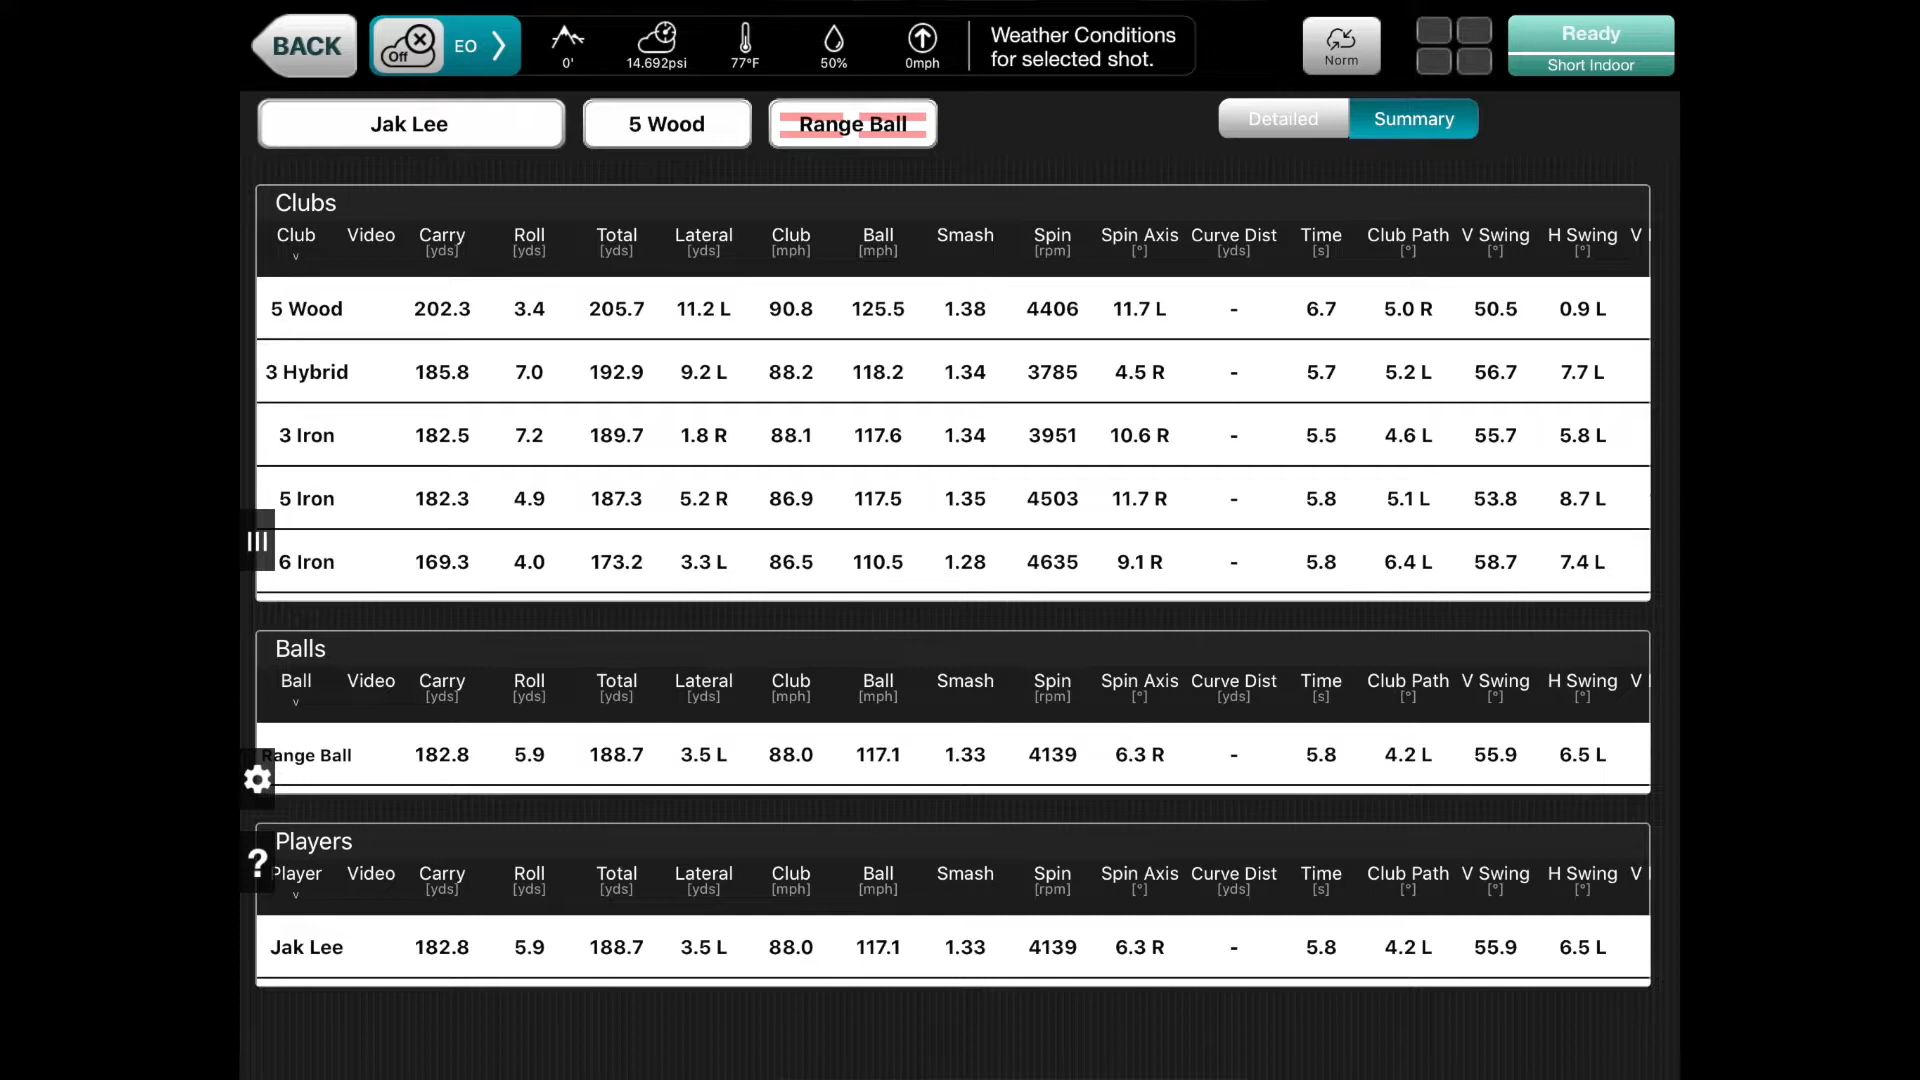 BACK
Off
EO
0'
14.692psi
77°F
50%
0mph
Weather Conditions
for selected shot.
Norm
Ready
Short Indoor
Jak Lee
5 Wood
Range Ball
Detailed
Summary
Clubs
Club Video Carry Roll Total Lateral Club Ball Smash Spin Spin Axis Curve Dist Time Club Path V Swing H Swing V
v [yds] [yds] [yds] [yds] [mph] [mph] [rpm] [°] [yds] [s] [°] [°] [°]
5 Wood 202.3 3.4 205.7 11.2 L 90.8 125.5 1.38 4406 11.7 L - 6.7 5.0 R 50.5 0.9 L
3 Hybrid 185.8 7.0 192.9 9.2 L 88.2 118.2 1.34 3785 4.5 R - 5.7 5.2 L 56.7 7.7 L
3 Iron 182.5 7.2 189.7 1.8 R 88.1 117.6 1.34 3951 10.6 R - 5.5 4.6 L 55.7 5.8 L
5 Iron 182.3 4.9 187.3 5.2 R 86.9 117.5 1.35 4503 11.7 R - 5.8 5.1 L 53.8 8.7 L
6 Iron 169.3 4.0 173.2 3.3 L 86.5 110.5 1.28 4635 9.1 R - 5.8 6.4 L 58.7 7.4 L
Balls
Ball Video Carry Roll Total Lateral Club Ball Smash Spin Spin Axis Curve Dist Time Club Path V Swing H Swing V
v [yds] [yds] [yds] [yds] [mph] [mph] [rpm] [°] [yds] [s] [°] [°] [°]
Range Ball 182.8 5.9 188.7 3.5 L 88.0 117.1 1.33 4139 6.3 R - 5.8 4.2 L 55.9 6.5 L
Players
?
Player Video Carry Roll Total Lateral Club Ball Smash Spin Spin Axis Curve Dist Time Club Path V Swing H Swing V
v [yds] [yds] [yds] [yds] [mph] [mph] [rpm] [°] [yds] [s] [°] [°] [°]
Jak Lee 182.8 5.9 188.7 3.5 L 88.0 117.1 1.33 4139 6.3 R - 5.8 4.2 L 55.9 6.5 L